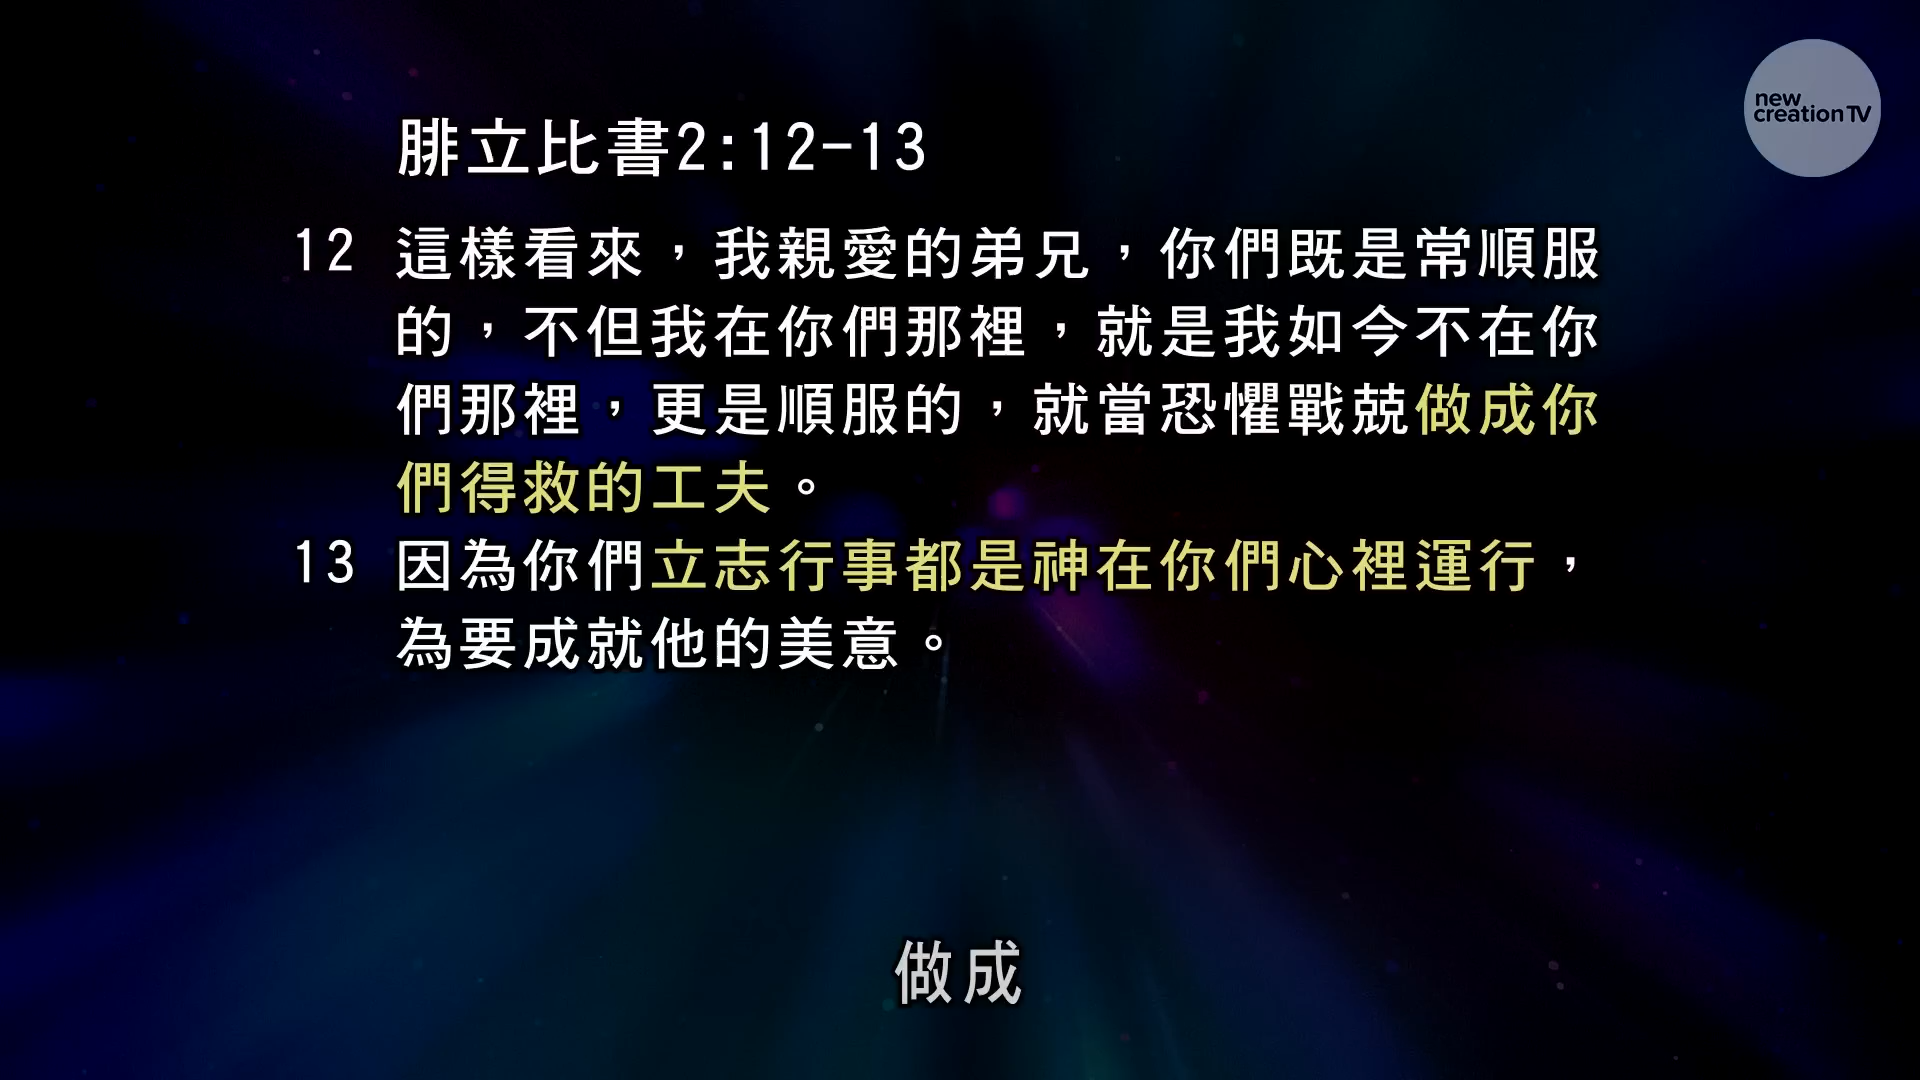 new
creation TV
腓立比書2:12-13
12 這樣看來，我親愛的弟兄，你們既是常順服
的，不但我在你們那裡，就是我如今不在你
們那裡，更是順服的，就當恐懼戰兢做成你
們得救的工夫。
13 因為你們立志行事都是神在你們心裡運行，
為要成就他的美意。
做成